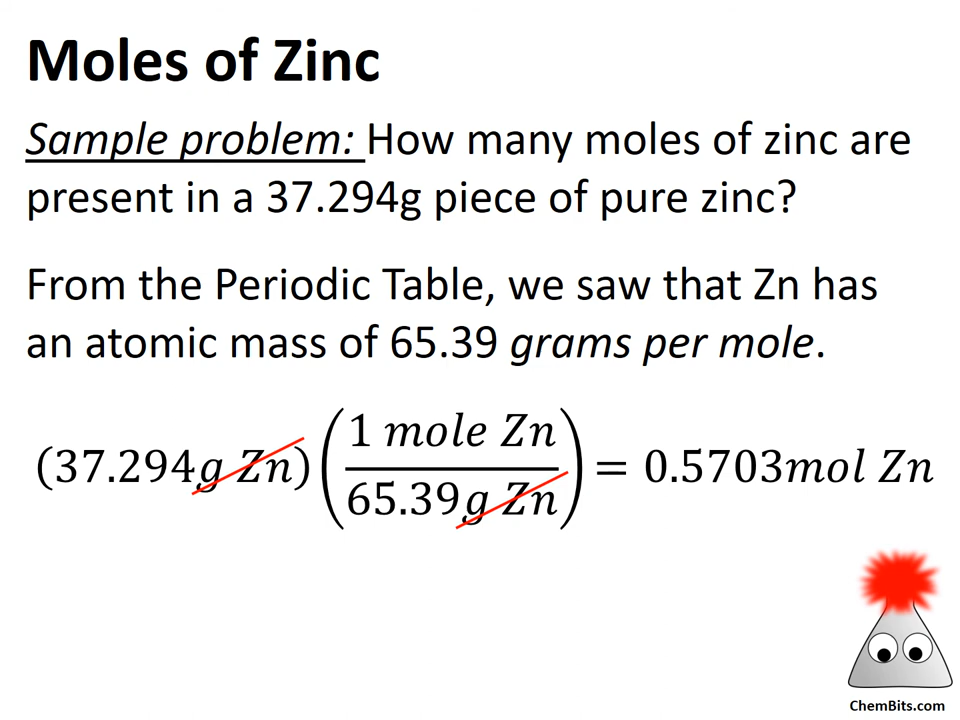 Moles of Zinc
Sample problem: How many moles of zinc are
present in a 37.294g piece of pure zinc?
From the Periodic Table, we saw that Zn has
an atomic mass of 65.39 grams per mole.
(37.294g Zn)(1 mole Zn / 65.39g Zn) = 0.5703mol Zn
ChemBits.com